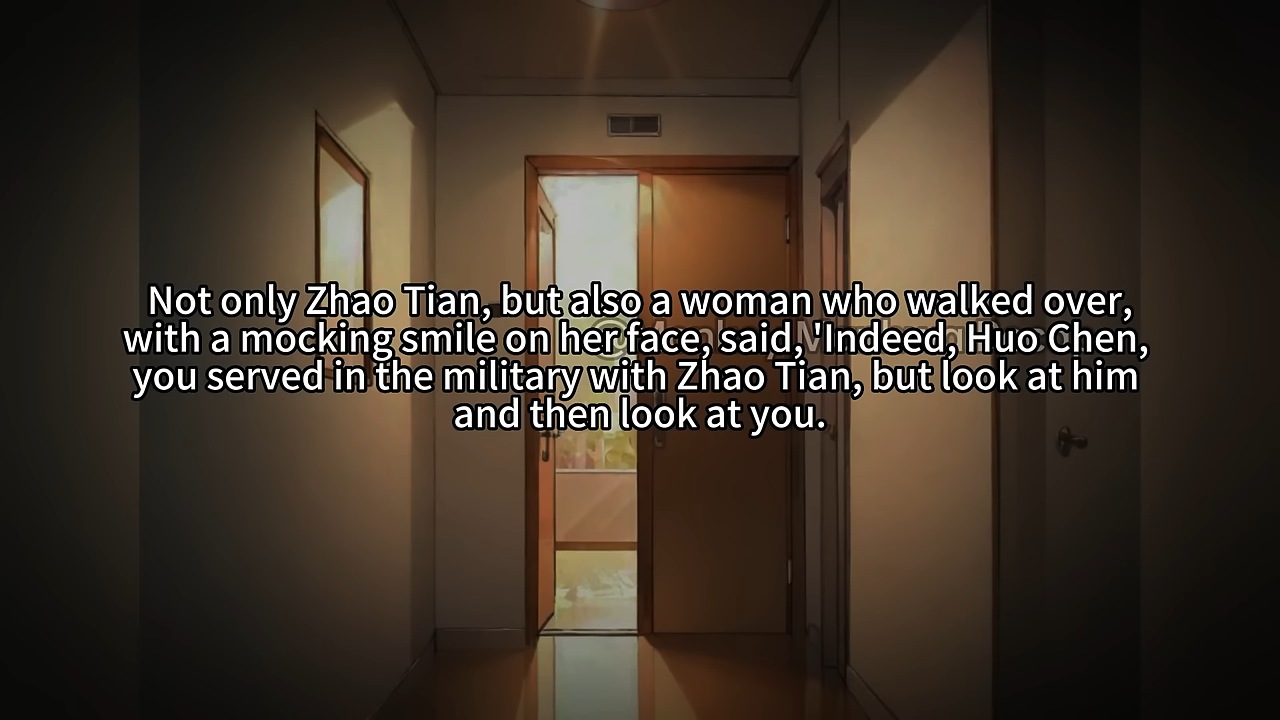 Not only Zhao Tian, but also a woman who walked over,
with a mocking smile on her face, said, 'Indeed, Huo Chen,
you served in the military with Zhao Tian, but look at him
and then look at you.